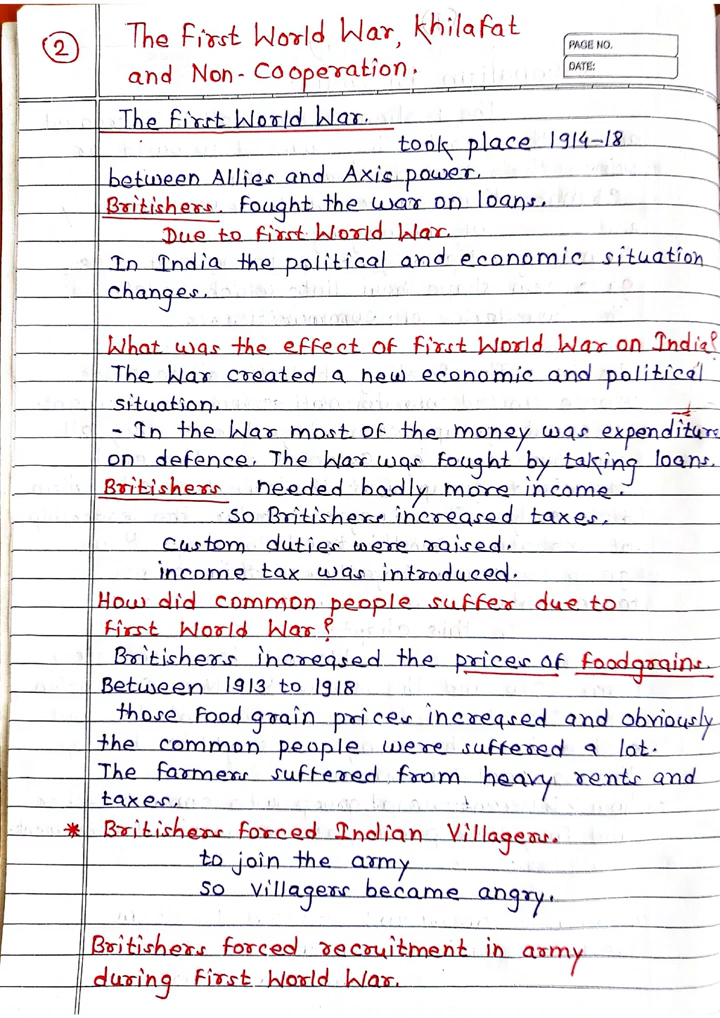 2
The First World War, Khilafat
and Non-Cooperation.
PAGE NO.
DATE:
The First World War.
took place 1914-18
between Allies and Axis power.
Britishers. Fought the war on loans.
Due to First World War.
In India the political and economic situation
changes.
What was the effect of First World War on India?
The War created a new economic and political
situation.
- In the War most of the money was expenditure
on defence. The War was fought by taking loans.
Britishers needed badly more income.
so Britishers increased taxes.
Custom duties were raised.
income tax was introduced.
How did common people suffer due to
First World War?
Britishers increased the prices of foodgrains.
Between 1913 to 1918
those Food grain prices increased and obviously
the common people were suffered a lot.
The farmers suffered from heavy rents and
taxes.
* Britishers forced Indian Villagers.
to join the army
so villagers became angry.
Britishers forced recruitment in army
during First World War.